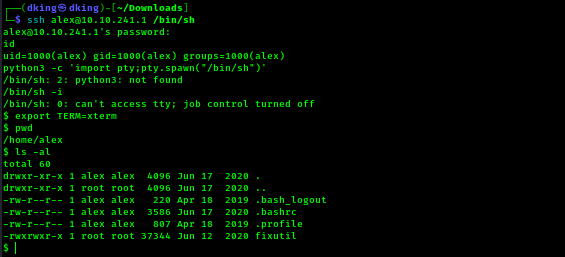 ┌──(dking㉿dking)-[~/Downloads]
└─$ ssh alex@10.10.241.1 /bin/sh
alex@10.10.241.1's password:
id
uid=1000(alex) gid=1000(alex) groups=1000(alex)
python3 -c 'import pty;pty.spawn("/bin/sh")'
/bin/sh: 2: python3: not found
/bin/sh -i
/bin/sh: 0: can't access tty; job control turned off
$ export TERM=xterm
$ pwd
/home/alex
$ ls -al
total 60
drwxr-xr-x 1 alex alex  4096 Jun 17  2020 .
drwxr-xr-x 1 root root  4096 Jun 17  2020 ..
-rw-r--r-- 1 alex alex   220 Apr 18  2019 .bash_logout
-rw-r--r-- 1 alex alex  3586 Jun 17  2020 .bashrc
-rw-r--r-- 1 alex alex   807 Apr 18  2019 .profile
-rwxrwxr-x 1 root root 37344 Jun 12  2020 fixutil
$